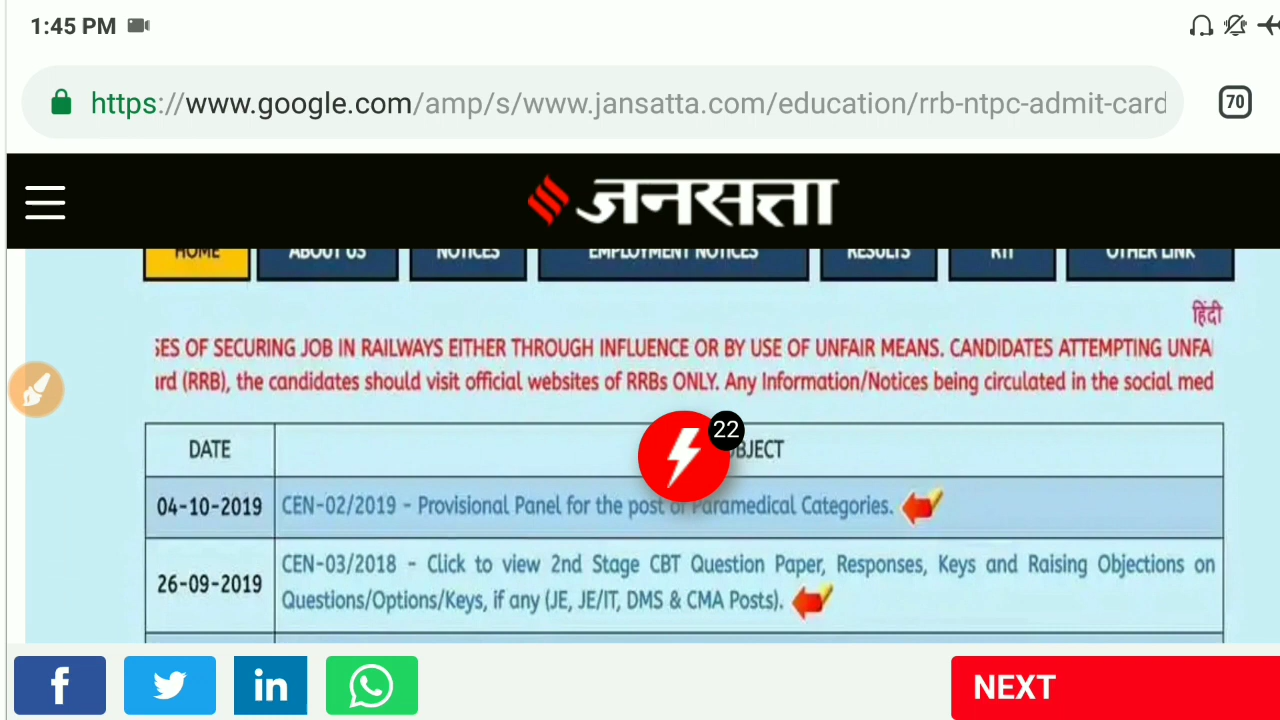 1:45 PM
https://www.google.com/amp/s/www.jansatta.com/education/rrb-ntpc-admit-card
70
जनसत्ता
HOME ABOUT US NOTICES EMPLOYMENT NOTICES RESULTS RTI OTHER LINK
हिंदी
SES OF SECURING JOB IN RAILWAYS EITHER THROUGH INFLUENCE OR BY USE OF UNFAIR MEANS. CANDIDATES ATTEMPTING UNFA
ard (RRB), the candidates should visit official websites of RRBs ONLY. Any Information/Notices being circulated in the social med
22
DATE BJECT
04-10-2019 CEN-02/2019 - Provisional Panel for the post of Paramedical Categories.
26-09-2019 CEN-03/2018 - Click to view 2nd Stage CBT Question Paper, Responses, Keys and Raising Objections on
Questions/Options/Keys, if any (JE, JE/IT, DMS & CMA Posts).
f in NEXT